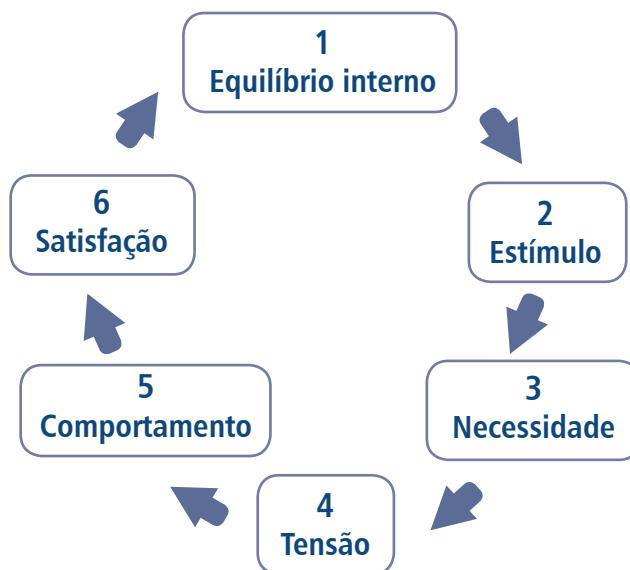 1
Equilíbrio interno
2
Estímulo
3
Necessidade
4
Tensão
5
Comportamento
6
Satisfação